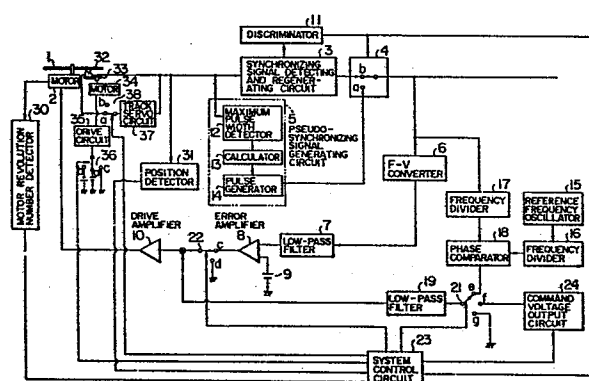 11
DISCRIMINATOR
1
32
33
34
MOTOR
MOTOR
2
30
MOTOR REVOLUTION NUMBER DETECTOR
38
b
a
TRACK SERVO CIRCUIT
37
35
DRIVE CIRCUIT
36
c
31
POSITION DETECTOR
3
SYNCHRONIZING SIGNAL DETECTING AND REGENERATING CIRCUIT
4
b
a
5
PSEUDO-SYNCHRONIZING SIGNAL GENERATING CIRCUIT
12
MAXIMUM PULSE WIDTH DETECTOR
13
CALCULATOR
14
PULSE GENERATOR
6
F-V CONVERTER
17
FREQUENCY DIVIDER
15
REFERENCE FREQUENCY OSCILLATOR
18
PHASE COMPARATOR
16
FREQUENCY DIVIDER
DRIVE AMPLIFIER
10
22
c
d
ERROR AMPLIFIER
8
9
7
LOW-PASS FILTER
19
LOW-PASS FILTER
21
e
f
g
24
COMMAND VOLTAGE OUTPUT CIRCUIT
23
SYSTEM CONTROL CIRCUIT